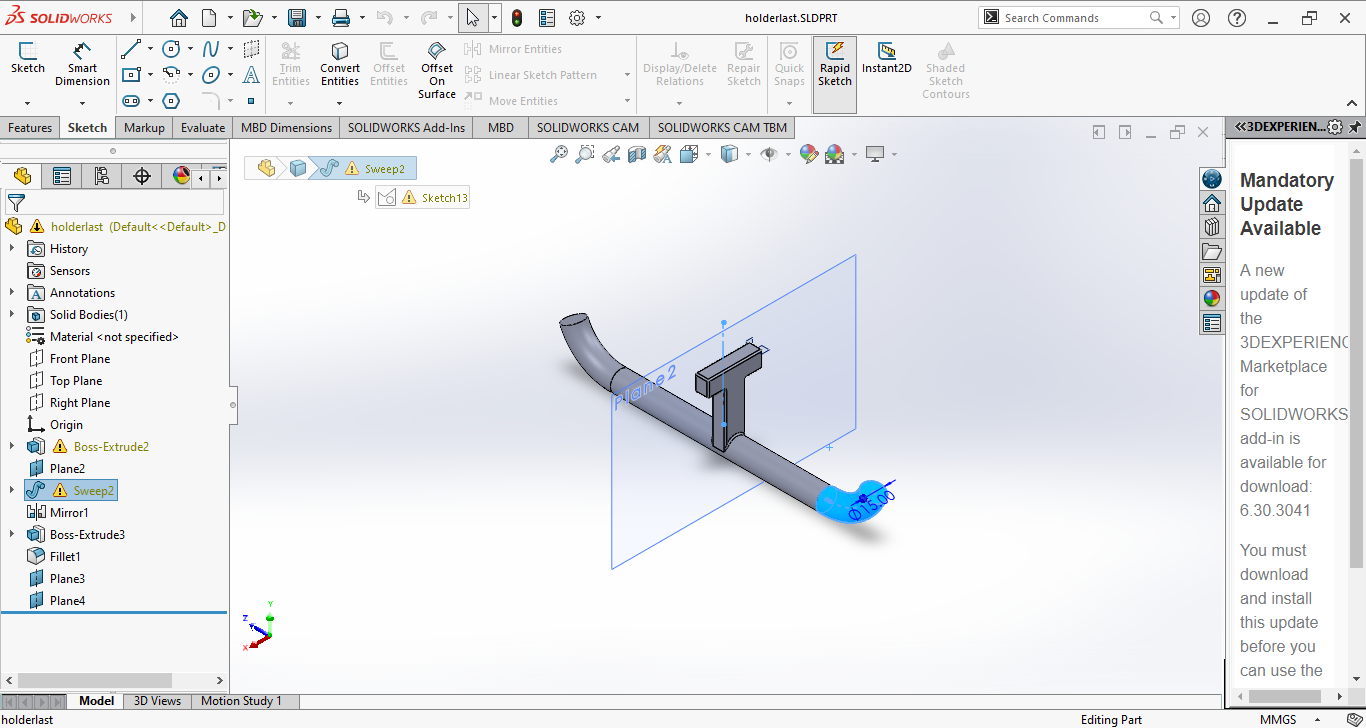 SOLIDWORKS
holderlast.SLDPRT
Search Commands
Sketch
Smart
Dimension
Trim
Entities
Convert
Entities
Offset
Entities
Offset
On
Surface
Mirror Entities
Linear Sketch Pattern
Move Entities
Display/Delete
Relations
Repair
Sketch
Quick
Snaps
Rapid
Sketch
Instant2D
Shaded
Sketch
Contours
Features
Sketch
Markup
Evaluate
MBD Dimensions
SOLIDWORKS Add-Ins
MBD
SOLIDWORKS CAM
SOLIDWORKS CAM TBM
3DEXPERIEN...
Sweep2
Sketch13
holderlast (Default<<Default>_D
History
Sensors
Annotations
Solid Bodies(1)
Material <not specified>
Front Plane
Top Plane
Right Plane
Origin
Boss-Extrude2
Plane2
Sweep2
Mirror1
Boss-Extrude3
Fillet1
Plane3
Plane4
Plane2
Ø15.00
Y
Z
X
Mandatory
Update
Available
A new
update of
the
3DEXPERIENC
Marketplace
for
SOLIDWORKS
add-in is
available for
download:
6.30.3041
You must
download
and install
this update
before you
can use the
Model
3D Views
Motion Study 1
holderlast
Editing Part
MMGS